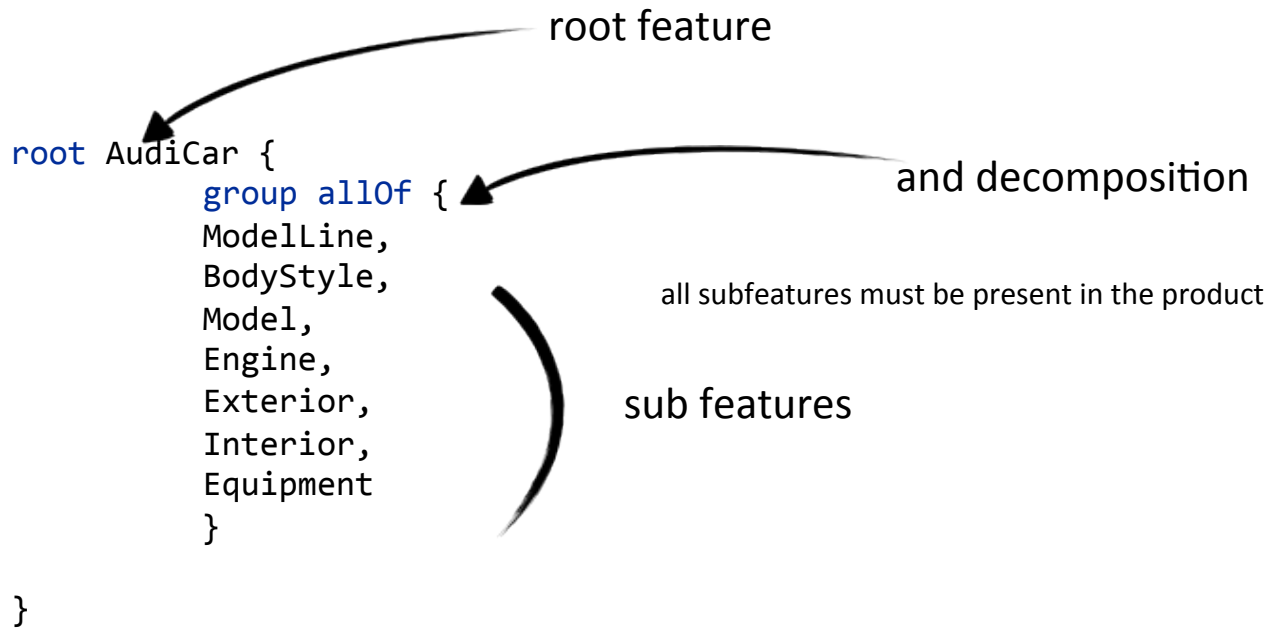 root feature
root AudiCar {
group allOf {
and decomposition
ModelLine,
BodyStyle,
all subfeatures must be present in the product
Model,
Engine,
Exterior,
sub features
Interior,
Equipment
}
}